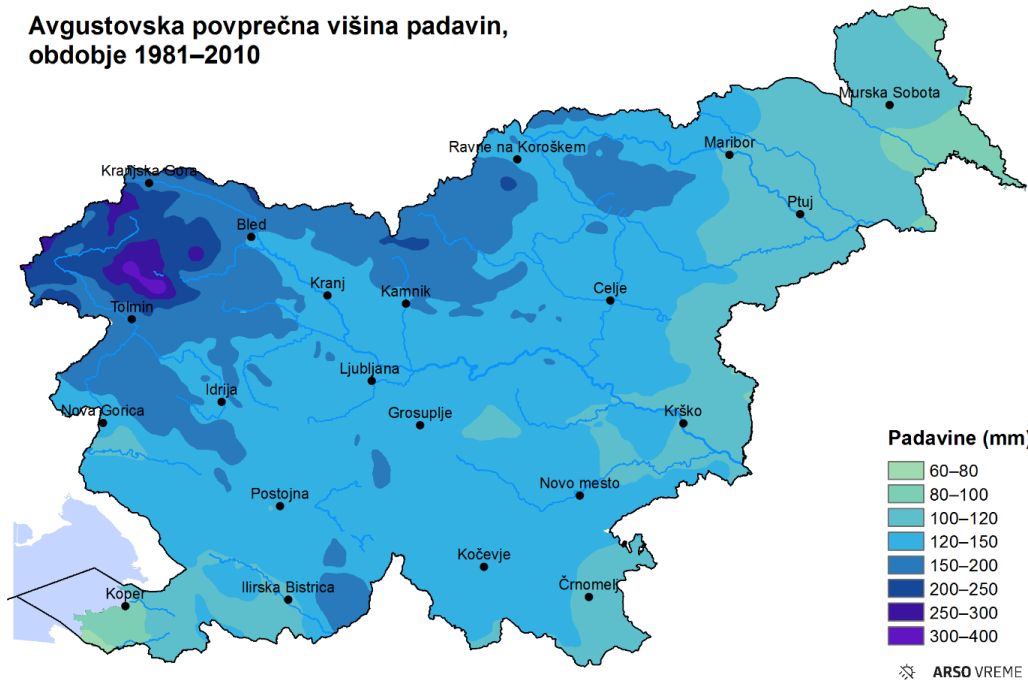 Avgustovska povprečna višina padavin,
obdobje 1981–2010
Murska Sobota
Ravne na Koroškem
Maribor
Kranjska Gora
Ptuj
Bled
Kranj
Kamnik
Celje
Tolmin
Ljubljana
Idrija
Nova Gorica
Grosuplje
Krško
Novo mesto
Postojna
Kočevje
Črnomelj
Ilirska Bistrica
Koper
Padavine (mm)
60–80
80–100
100–120
120–150
150–200
200–250
250–300
300–400
ARSO VREME